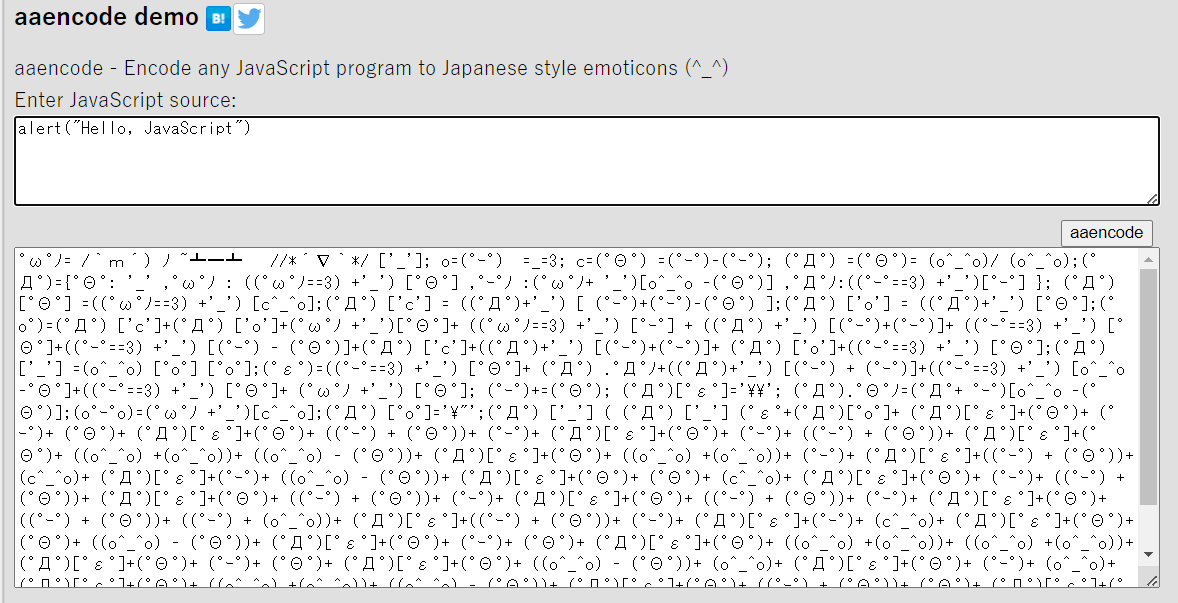 aaencode demo
B!
aaencode - Encode any JavaScript program to Japanese style emoticons (^_^)
Enter JavaScript source:
alert("Hello, JavaScript")
aaencode
ﾟωﾟﾉ= /｀ｍ´）ﾉ ~┻━┻   //*´∇｀*/ ['_']; o=(ﾟｰﾟ)  =_=3; c=(ﾟΘﾟ) =(ﾟｰﾟ)-(ﾟｰﾟ); (ﾟДﾟ) =(ﾟΘﾟ)= (o^_^o)/ (o^_^o);(ﾟ
Дﾟ)={ﾟΘﾟ: '_' ,ﾟωﾟﾉ : ((ﾟωﾟﾉ==3) +'_') [ﾟΘﾟ] ,ﾟｰﾟﾉ :(ﾟωﾟﾉ+ '_')[o^_^o -(ﾟΘﾟ)] ,ﾟДﾟﾉ:((ﾟｰﾟ==3) +'_')[ﾟｰﾟ] }; (ﾟДﾟ)
[ﾟΘﾟ] =((ﾟωﾟﾉ==3) +'_') [c^_^o];(ﾟДﾟ) ['c'] = ((ﾟДﾟ)+'_') [ (ﾟｰﾟ)+(ﾟｰﾟ)-(ﾟΘﾟ) ];(ﾟДﾟ) ['o'] = ((ﾟДﾟ)+'_') [ﾟΘﾟ];(ﾟ
oﾟ)=(ﾟДﾟ) ['c']+(ﾟДﾟ) ['o']+(ﾟωﾟﾉ +'_')[ﾟΘﾟ]+ ((ﾟωﾟﾉ==3) +'_') [ﾟｰﾟ] + ((ﾟДﾟ) +'_') [(ﾟｰﾟ)+(ﾟｰﾟ)]+ ((ﾟｰﾟ==3) +'_') [ﾟ
Θﾟ]+((ﾟｰﾟ==3) +'_') [(ﾟｰﾟ) - (ﾟΘﾟ)]+(ﾟДﾟ) ['c']+((ﾟДﾟ)+'_') [(ﾟｰﾟ)+(ﾟｰﾟ)]+ (ﾟДﾟ) ['o']+((ﾟｰﾟ==3) +'_') [ﾟΘﾟ];(ﾟДﾟ)
['_'] =(o^_^o) [ﾟoﾟ] [ﾟoﾟ];(ﾟεﾟ)=((ﾟｰﾟ==3) +'_') [ﾟΘﾟ]+ (ﾟДﾟ) .ﾟДﾟﾉ+((ﾟДﾟ)+'_') [(ﾟｰﾟ) + (ﾟｰﾟ)]+((ﾟｰﾟ==3) +'_') [o^_^o
-ﾟΘﾟ]+((ﾟｰﾟ==3) +'_') [ﾟΘﾟ]+ (ﾟωﾟﾉ +'_') [ﾟΘﾟ]; (ﾟｰﾟ)+=(ﾟΘﾟ); (ﾟДﾟ)[ﾟεﾟ]='¥¥'; (ﾟДﾟ).ﾟΘﾟﾉ=(ﾟДﾟ+ ﾟｰﾟ)[o^_^o -(ﾟ
Θﾟ)];(oﾟｰﾟo)=(ﾟωﾟﾉ +'_')[c^_^o];(ﾟДﾟ) [ﾟoﾟ]='¥"';(ﾟДﾟ) ['_'] ( (ﾟДﾟ) ['_'] (ﾟεﾟ+(ﾟДﾟ)[ﾟoﾟ]+ (ﾟДﾟ)[ﾟεﾟ]+(ﾟΘﾟ)+ (ﾟ
ｰﾟ)+ (ﾟΘﾟ)+ (ﾟДﾟ)[ﾟεﾟ]+(ﾟΘﾟ)+ ((ﾟｰﾟ) + (ﾟΘﾟ))+ (ﾟｰﾟ)+ (ﾟДﾟ)[ﾟεﾟ]+(ﾟΘﾟ)+ (ﾟｰﾟ)+ ((ﾟｰﾟ) + (ﾟΘﾟ))+ (ﾟДﾟ)[ﾟεﾟ]+(ﾟ
Θﾟ)+ ((o^_^o) +(o^_^o))+ ((o^_^o) - (ﾟΘﾟ))+ (ﾟДﾟ)[ﾟεﾟ]+(ﾟΘﾟ)+ ((o^_^o) +(o^_^o))+ (ﾟｰﾟ)+ (ﾟДﾟ)[ﾟεﾟ]+((ﾟｰﾟ) + (ﾟΘﾟ))+
(c^_^o)+ (ﾟДﾟ)[ﾟεﾟ]+(ﾟｰﾟ)+ ((o^_^o) - (ﾟΘﾟ))+ (ﾟДﾟ)[ﾟεﾟ]+(ﾟΘﾟ)+ (ﾟΘﾟ)+ (c^_^o)+ (ﾟДﾟ)[ﾟεﾟ]+(ﾟΘﾟ)+ (ﾟｰﾟ)+ ((ﾟｰﾟ) +
(ﾟΘﾟ))+ (ﾟДﾟ)[ﾟεﾟ]+(ﾟΘﾟ)+ ((ﾟｰﾟ) + (ﾟΘﾟ))+ (ﾟｰﾟ)+ (ﾟДﾟ)[ﾟεﾟ]+(ﾟΘﾟ)+ ((ﾟｰﾟ) + (ﾟΘﾟ))+ (ﾟｰﾟ)+ (ﾟДﾟ)[ﾟεﾟ]+(ﾟΘﾟ)+
((ﾟｰﾟ) + (ﾟΘﾟ))+ ((ﾟｰﾟ) + (o^_^o))+ (ﾟДﾟ)[ﾟεﾟ]+((ﾟｰﾟ) + (ﾟΘﾟ))+ (ﾟｰﾟ)+ (ﾟДﾟ)[ﾟεﾟ]+(ﾟｰﾟ)+ (c^_^o)+ (ﾟДﾟ)[ﾟεﾟ]+(ﾟΘﾟ)+
(ﾟΘﾟ)+ ((o^_^o) - (ﾟΘﾟ))+ (ﾟДﾟ)[ﾟεﾟ]+(ﾟΘﾟ)+ (ﾟｰﾟ)+ (ﾟΘﾟ)+ (ﾟДﾟ)[ﾟεﾟ]+(ﾟΘﾟ)+ ((o^_^o) +(o^_^o))+ ((o^_^o) +(o^_^o))+
(ﾟДﾟ)[ﾟεﾟ]+(ﾟΘﾟ)+ (ﾟｰﾟ)+ (ﾟΘﾟ)+ (ﾟДﾟ)[ﾟεﾟ]+(ﾟΘﾟ)+ ((o^_^o) - (ﾟΘﾟ))+ (o^_^o)+ (ﾟДﾟ)[ﾟεﾟ]+(ﾟΘﾟ)+ (ﾟｰﾟ)+ (o^_^o)+